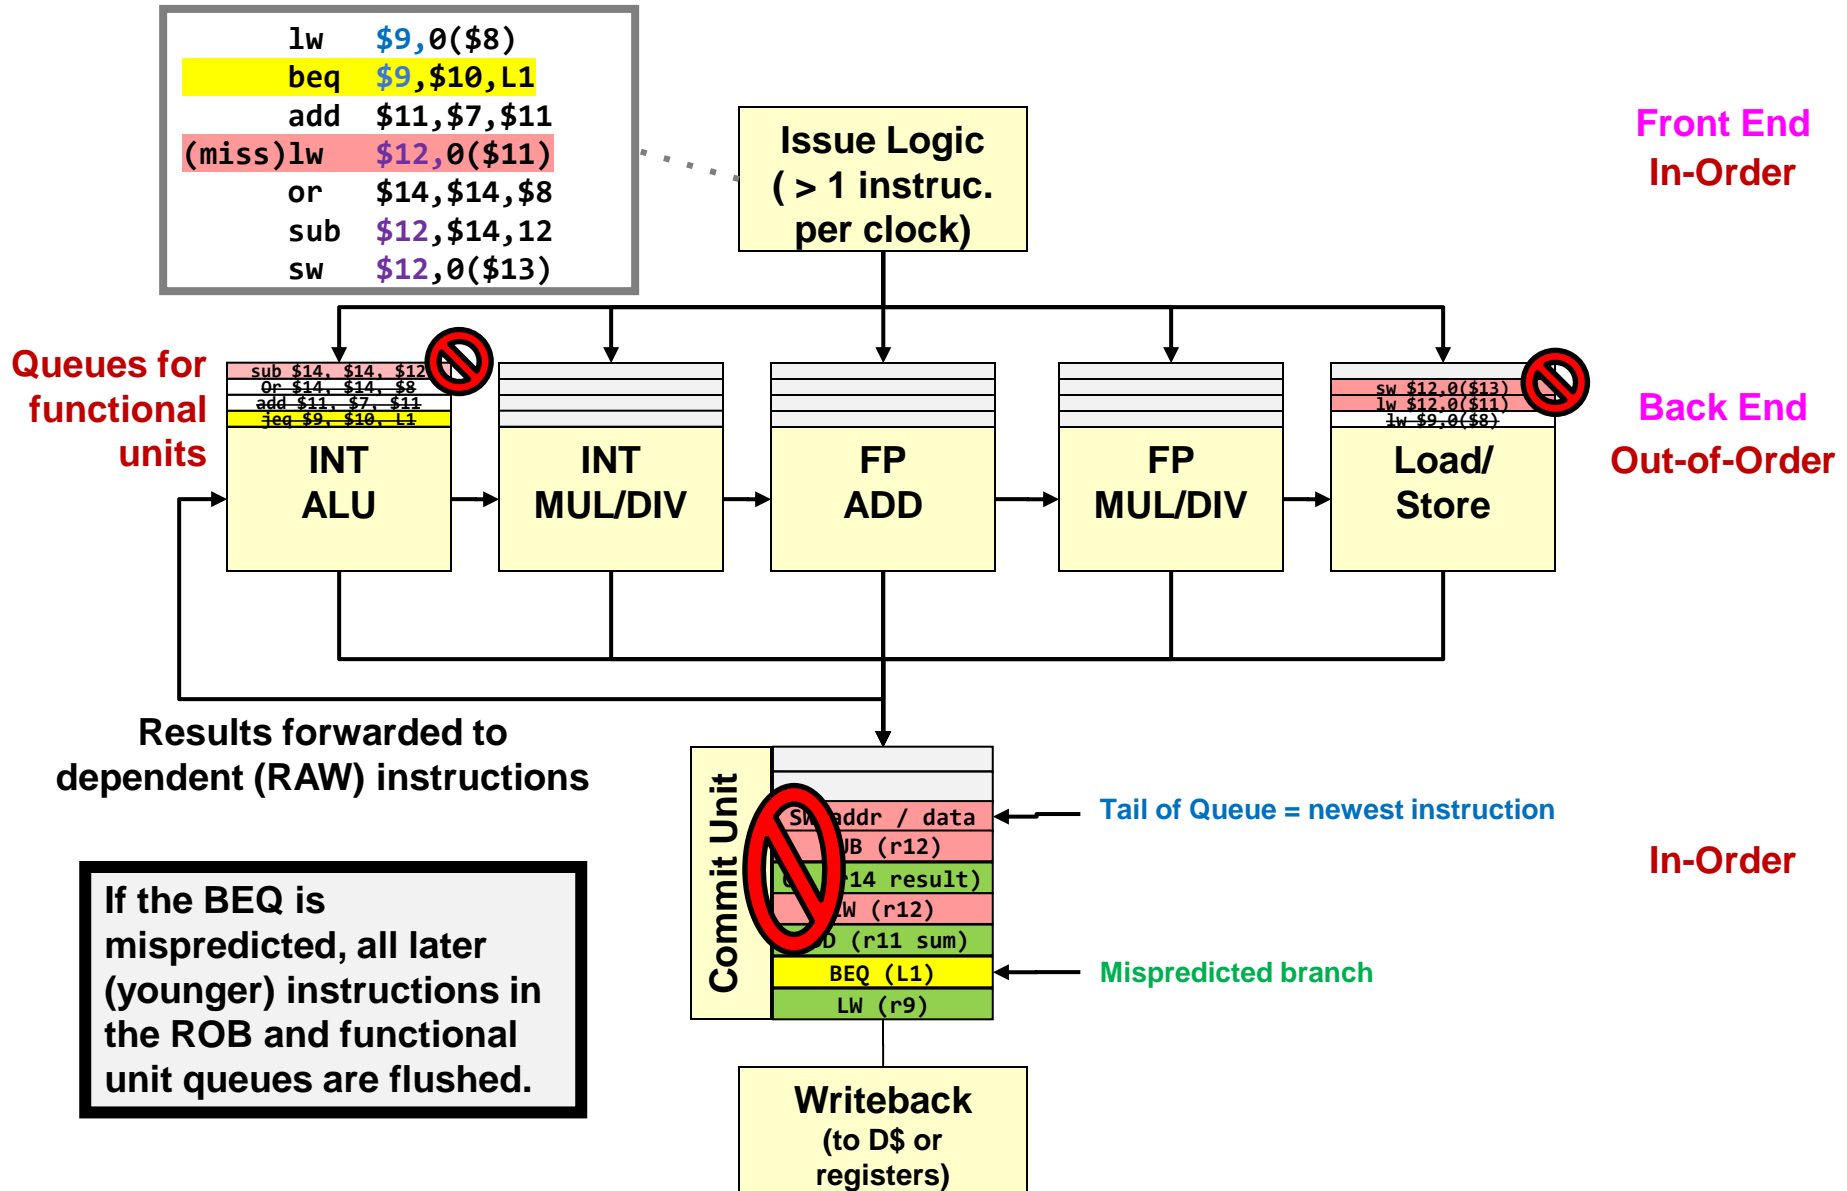 lw $9,0($8)
beq $9,$10,L1
add $11,$7,$11
(miss)lw $12,0($11)
or $14,$14,$8
sub $12,$14,12
sw $12,0($13)
Issue Logic
( > 1 instruc.
per clock)
Front End
In-Order
Queues for
functional
units
sub $14, $14, $12
Or $14, $14, $8
add $11, $7, $11
jeq $9, $10, L1
INT
ALU
INT
MUL/DIV
FP
ADD
FP
MUL/DIV
sw $12,0($13)
lw $12,0($11)
lw $9,0($8)
Load/
Store
Back End
Out-of-Order
Results forwarded to
dependent (RAW) instructions
Commit Unit
addr / data
(r12)
r14 result)
(r12)
(r11 sum)
BEQ (L1)
LW (r9)
Tail of Queue = newest instruction
Mispredicted branch
In-Order
If the BEQ is
mispredicted, all later
(younger) instructions in
the ROB and functional
unit queues are flushed.
Writeback
(to D$ or
registers)